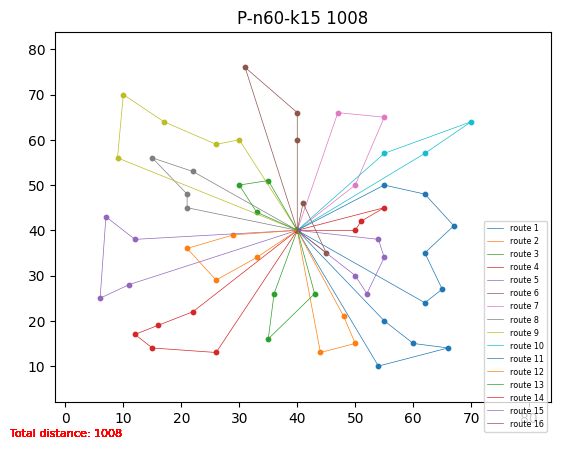 P-n60-k15 1008
80
70
60
50
40
30
20
10
0 10 20 30 40 50 60 70 80
route 1
route 2
route 3
route 4
route 5
route 6
route 7
route 8
route 9
route 10
route 11
route 12
route 13
route 14
route 15
route 16
Total distance: 1008